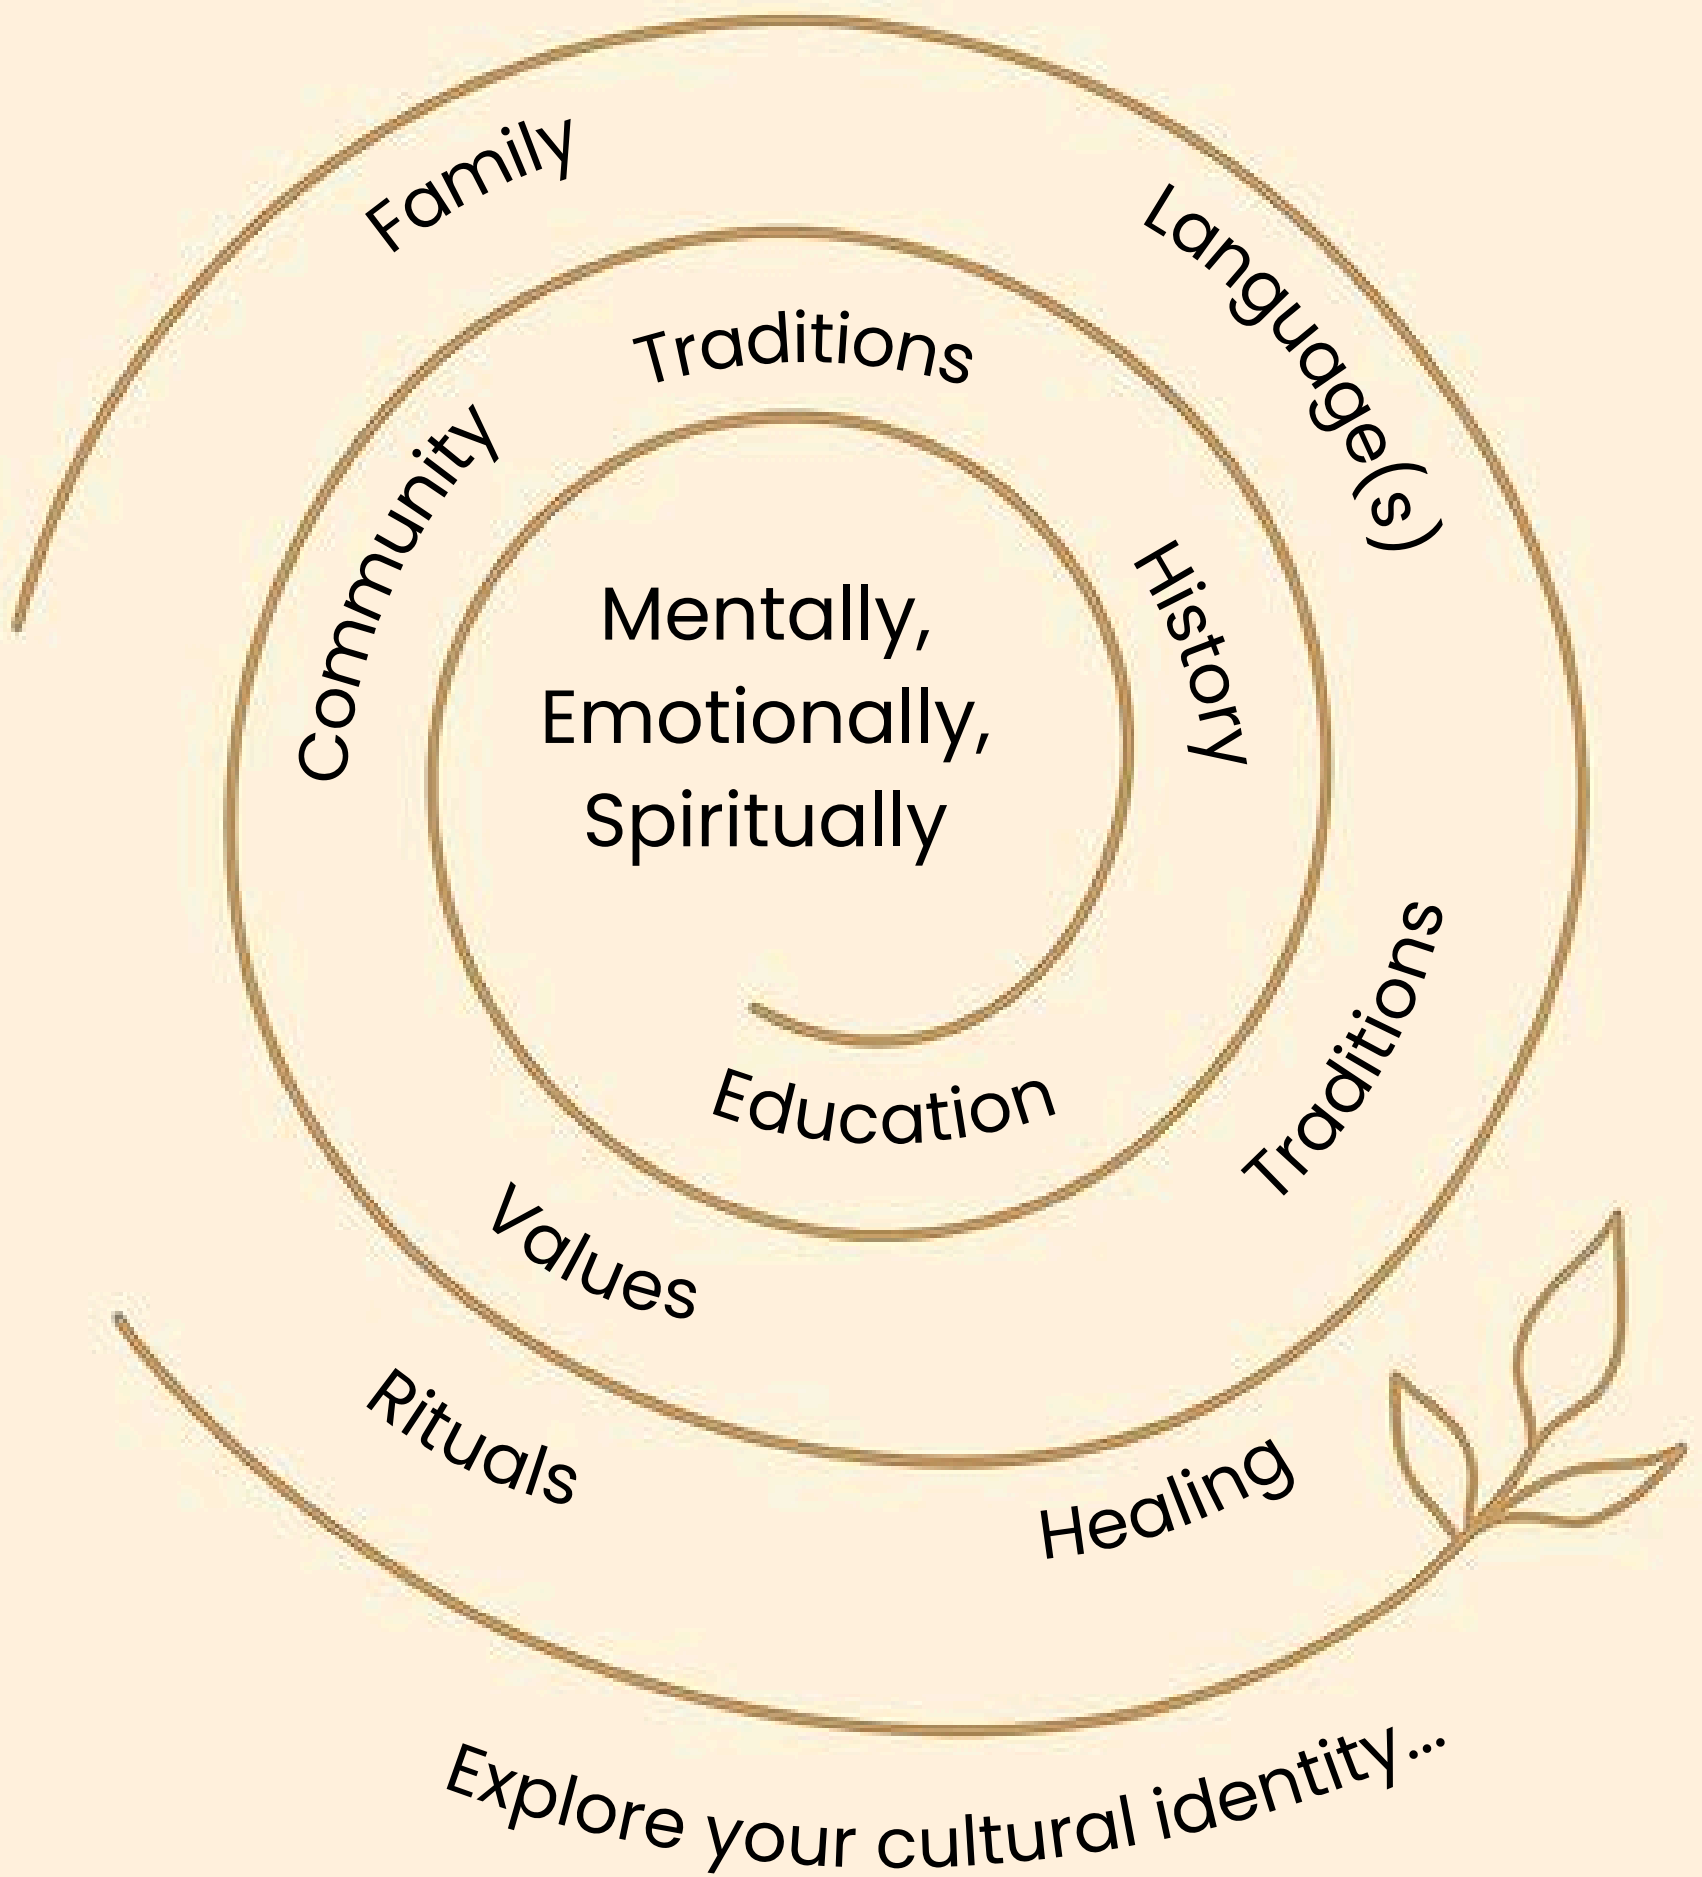 Family
Language(s)
Traditions
Community
History
Mentally,
Emotionally,
Spiritually
Traditions
Education
Values
Rituals
Healing
Explore your cultural identity...